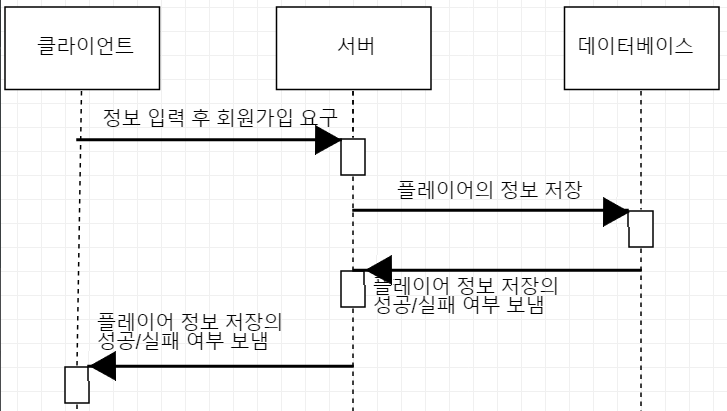 클라이언트
서버
데이터베이스
정보 입력 후 회원가입 요구
플레이어의 정보 저장
플레이어 정보 저장의
성공/실패 여부 보냄
플레이어 정보 저장의
성공/실패 여부 보냄